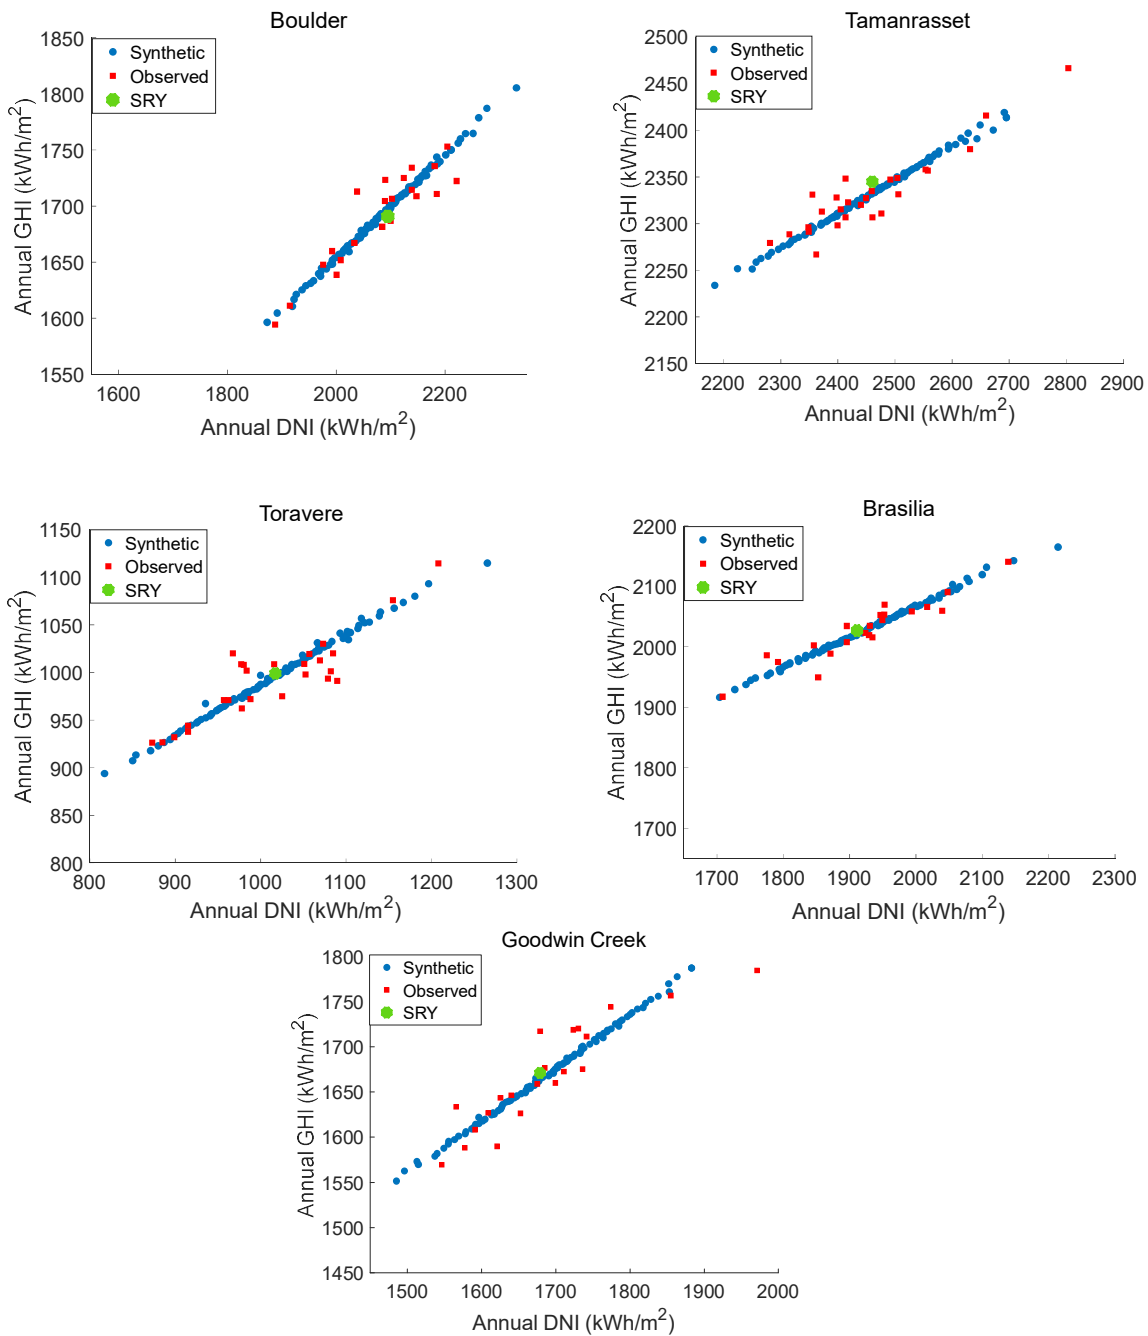 Boulder
1850
1800
1750
1700
1650
1600
1550
Annual GHI (kWh/m2)
Synthetic
Observed
SRY
1600
1800
2000
2200
Annual DNI (kWh/m2)
Tamanrasset
2500
2450
2400
2350
2300
2250
2200
2150
Annual GHI (kWh/m2)
Synthetic
Observed
SRY
2200
2300
2400
2500
2600
2700
2800
2900
Annual DNI (kWh/m2)
Toravere
1150
1100
1050
1000
950
900
850
800
Annual GHI (kWh/m2)
Synthetic
Observed
SRY
800
900
1000
1100
1200
1300
Annual DNI (kWh/m2)
Brasilia
2200
2100
2000
1900
1800
1700
Annual GHI (kWh/m2)
Synthetic
Observed
SRY
1700
1800
1900
2000
2100
2200
2300
Annual DNI (kWh/m2)
Goodwin Creek
1800
1750
1700
1650
1600
1550
1500
1450
Annual GHI (kWh/m2)
Synthetic
Observed
SRY
1500
1600
1700
1800
1900
2000
Annual DNI (kWh/m2)